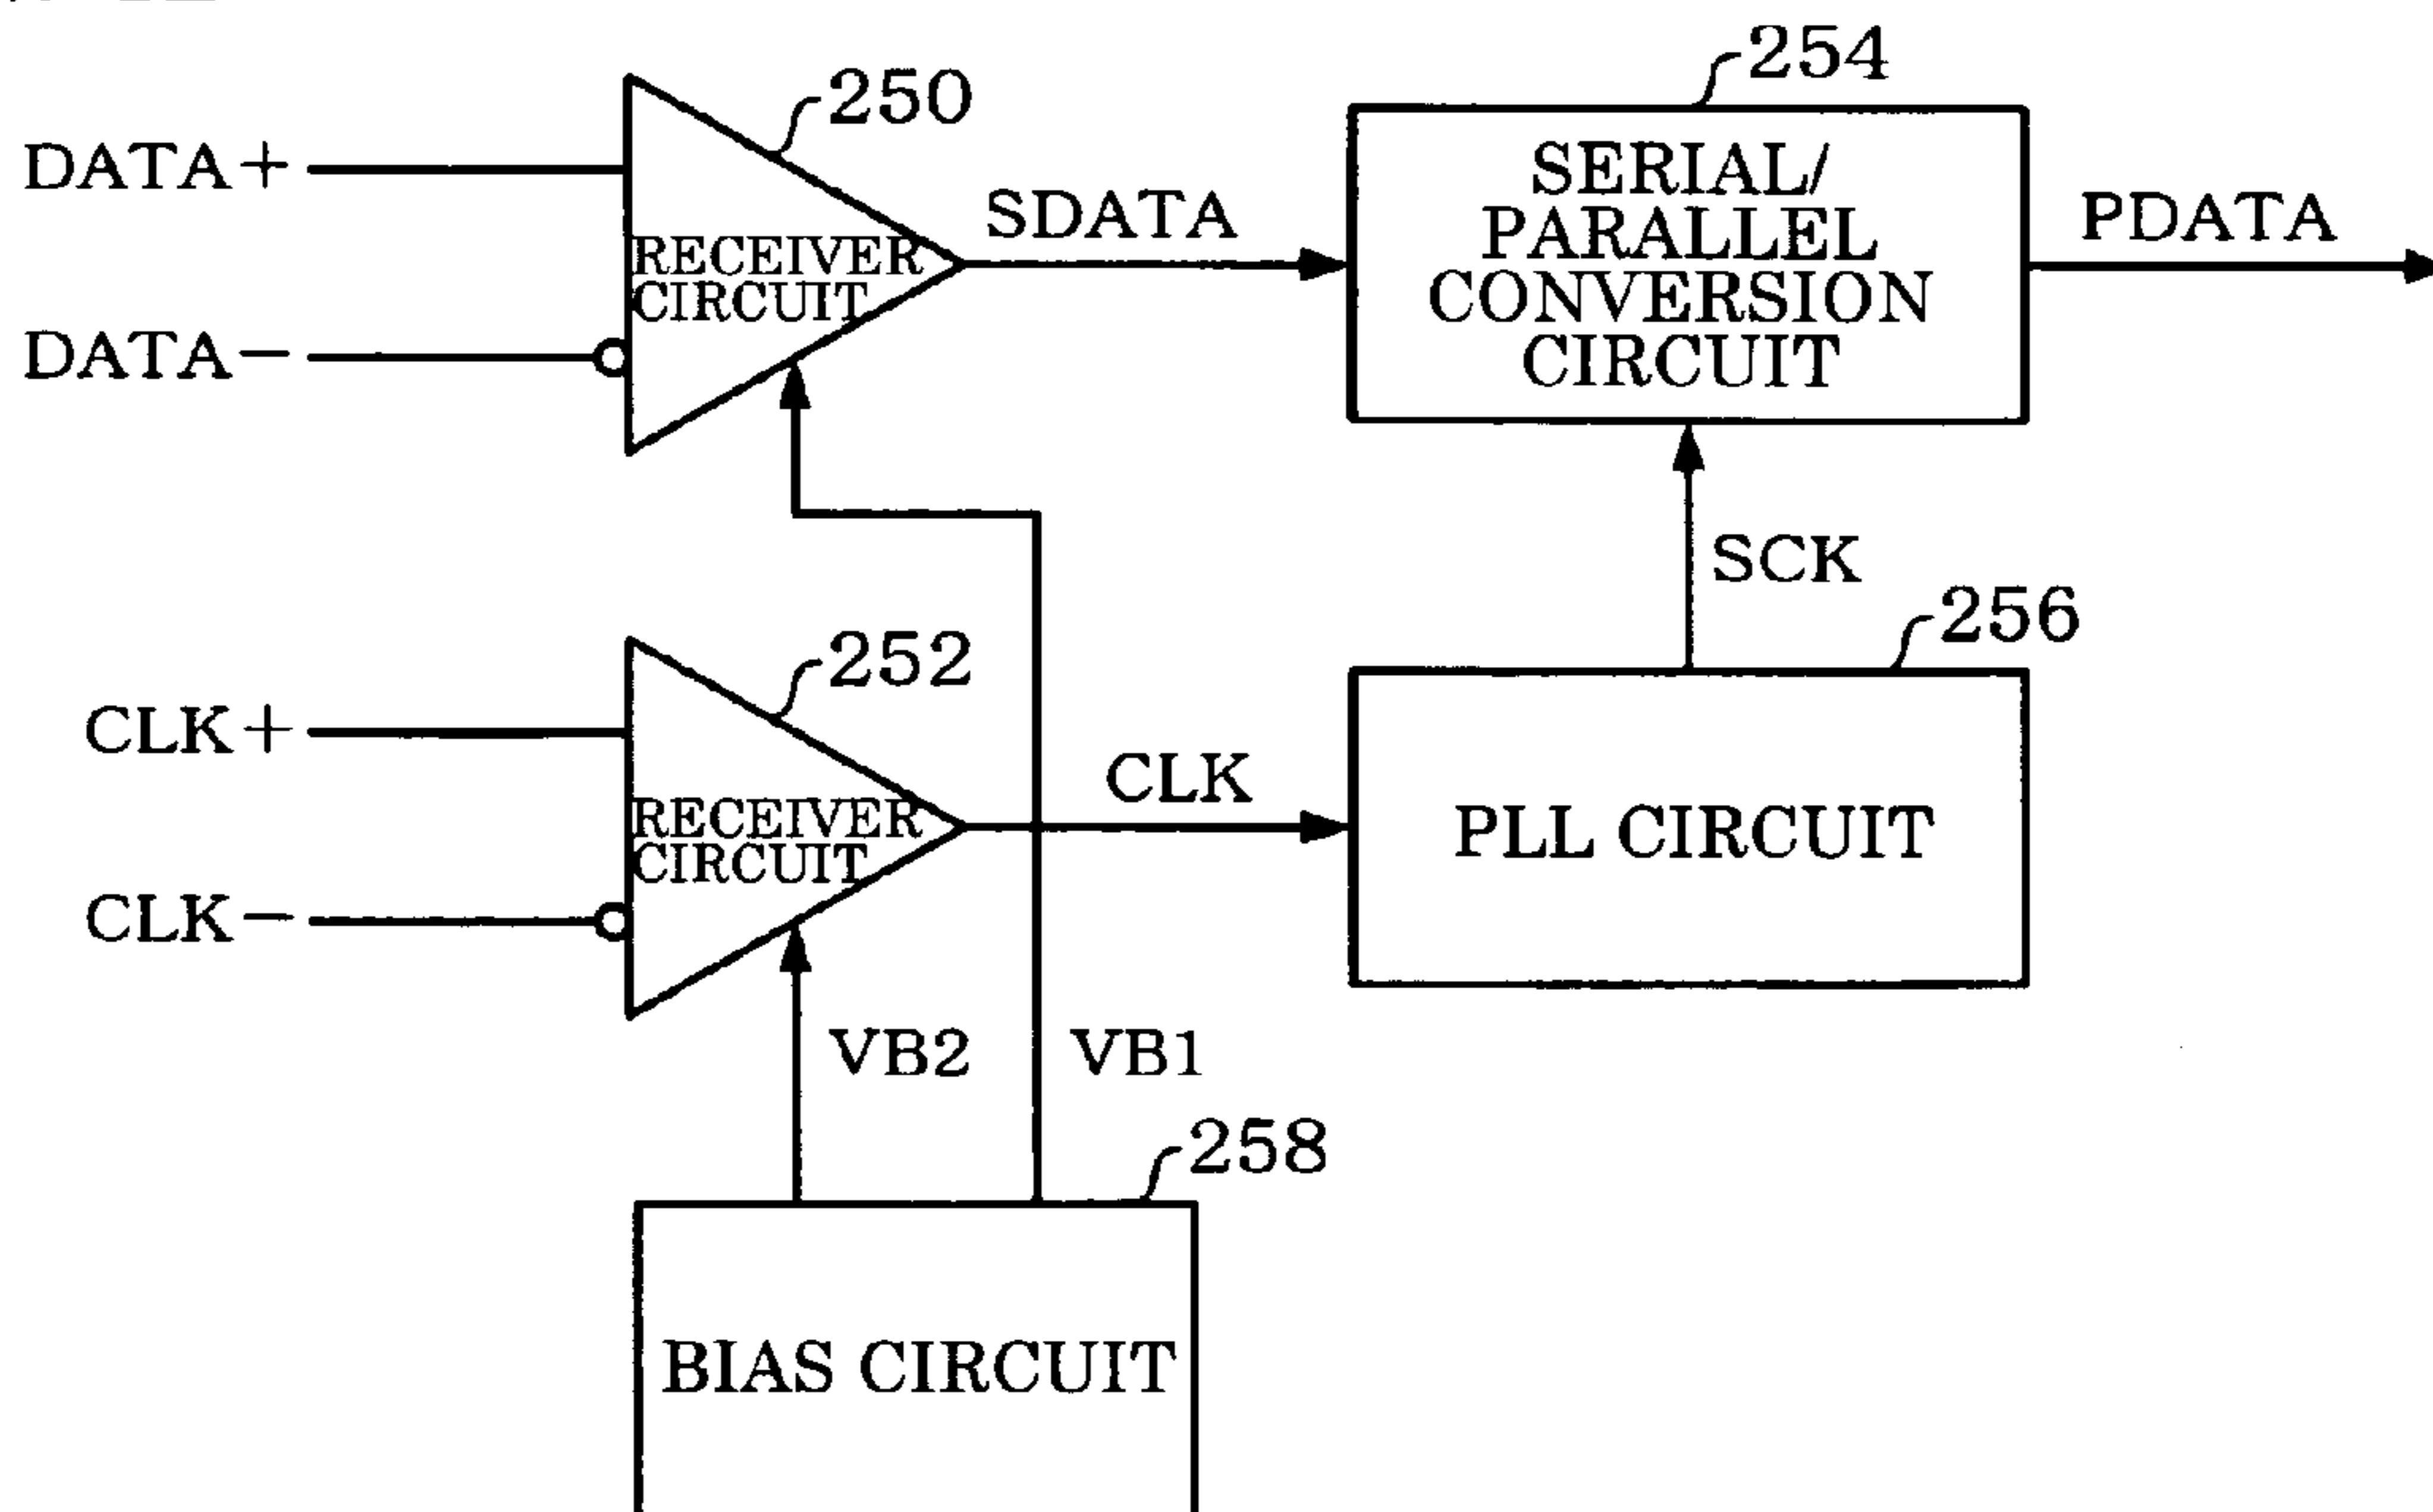 254
250
DATA+
SERIAL/
PARALLEL
CONVERSION
CIRCUIT
SDATA
PDATA
RECEIVER
CIRCUIT
DATA−
SCK
256
252
CLK+
CLK
RECEIVER
CIRCUIT
PLL CIRCUIT
CLK−
VB2
VB1
258
BIAS CIRCUIT